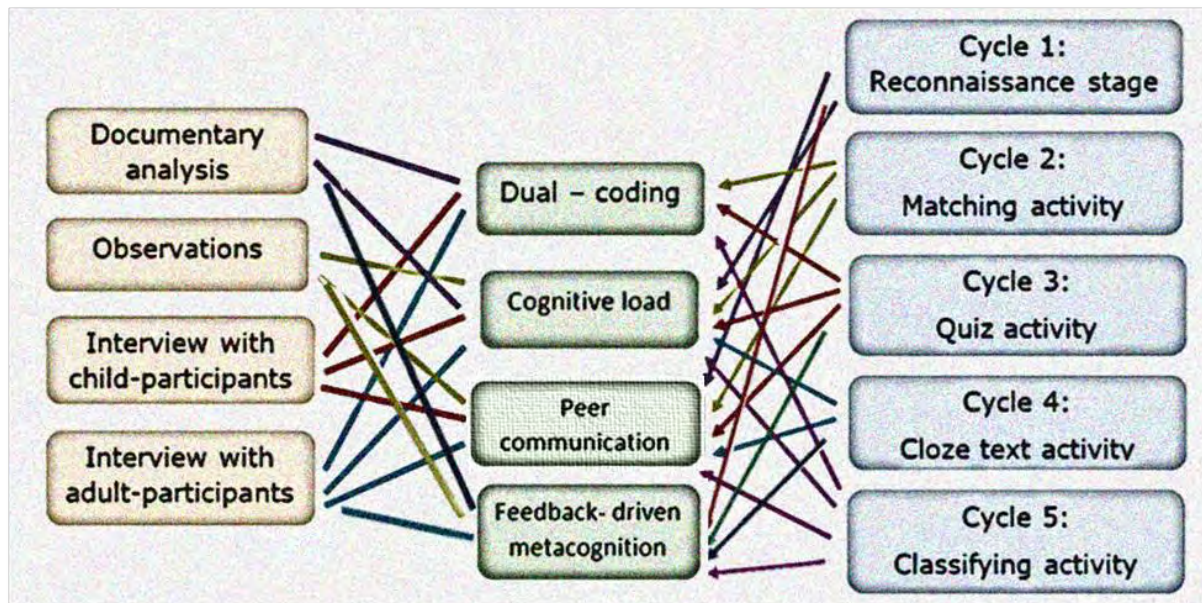 Documentary
analysis
Observations
Interview with
child-participants
Interview with
adult-participants
Dual – coding
Cognitive load
Peer
communication
Feedback- driven
metacognition
Cycle 1:
Reconnaissance stage
Cycle 2:
Matching activity
Cycle 3:
Quiz activity
Cycle 4:
Cloze text activity
Cycle 5:
Classifying activity